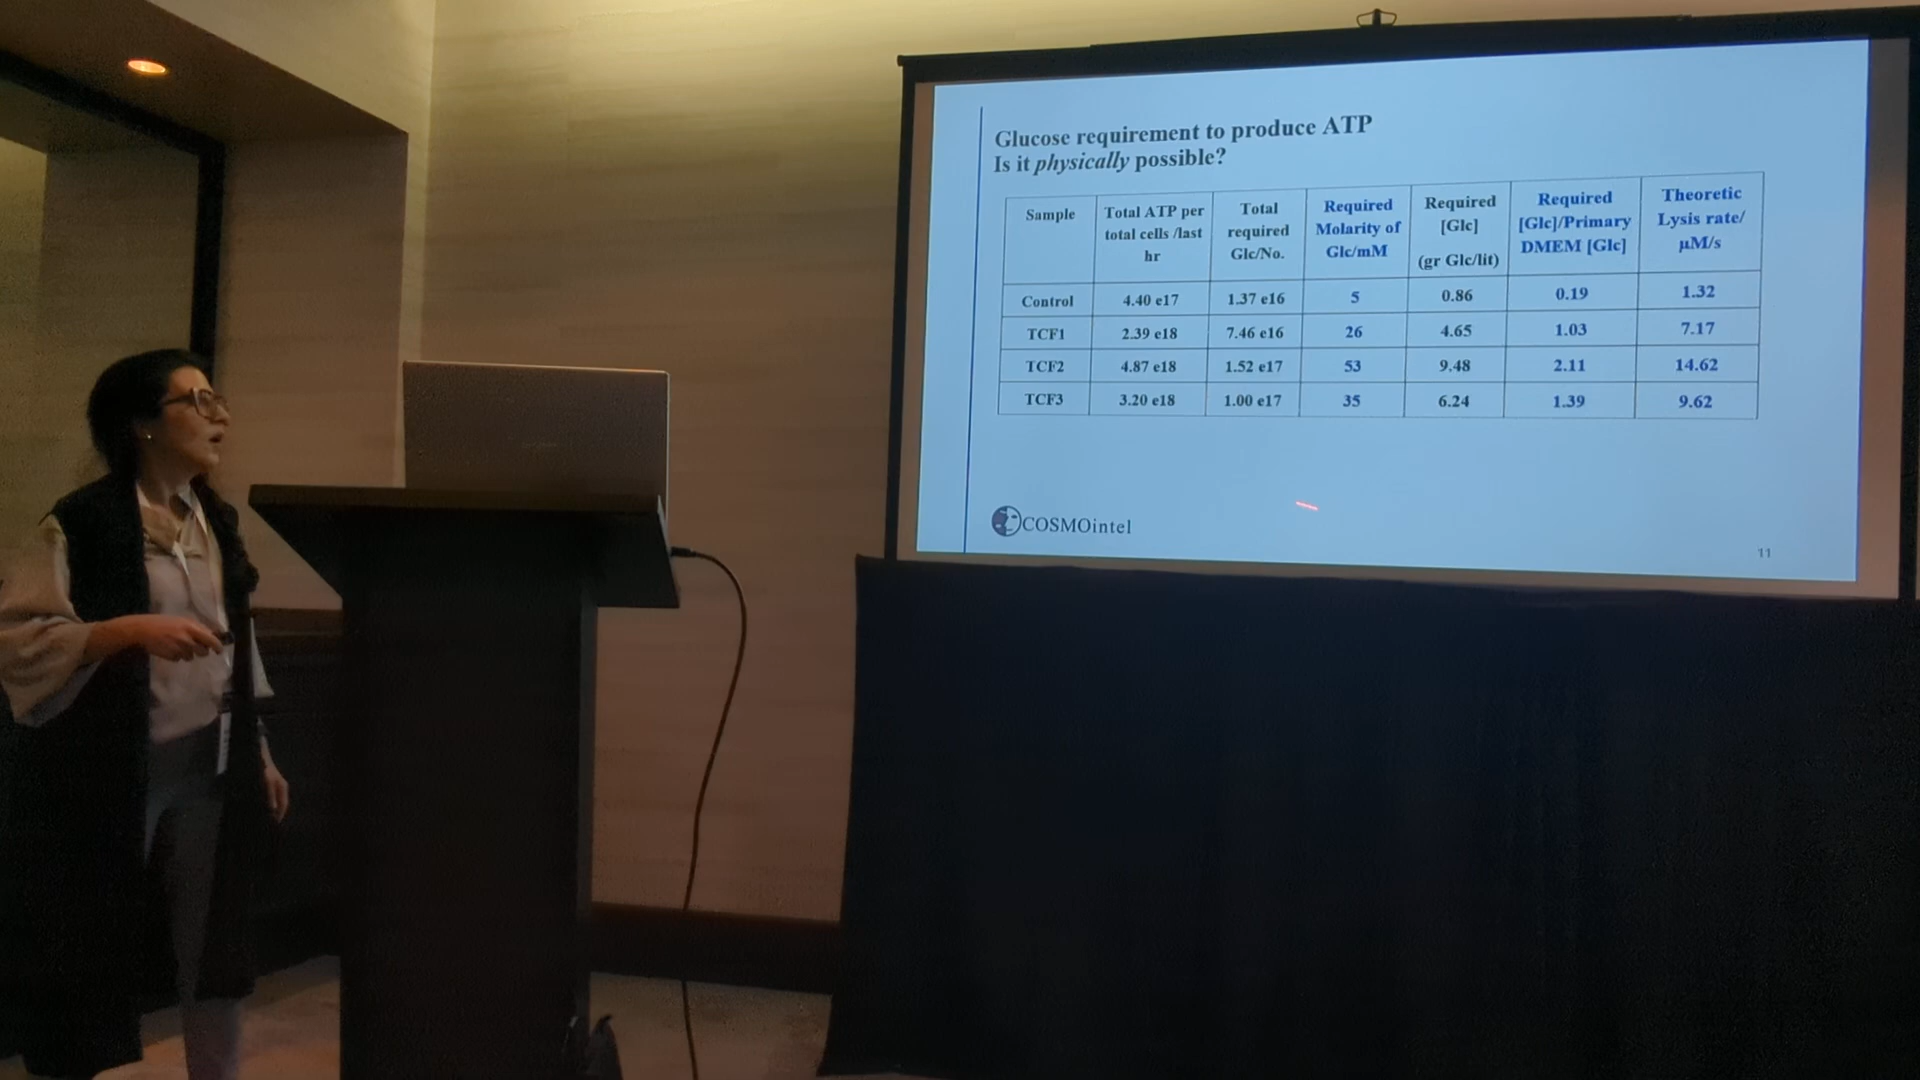 Glucose requirement to produce ATP
Is it physically possible?
Sample
Total ATP per
total cells /last
hr
Total
required
Glc/No.
Required
Molarity of
Glc/mM
Required
[Glc]
(gr Glc/lit)
Required
[Glc]/Primary
DMEM [Glc]
Theoretic
Lysis rate/
µM/s
Control 4.40 e17 1.37 e16 5 0.86 0.19 1.32
TCF1 2.39 e18 7.46 e16 26 4.65 1.03 7.17
TCF2 4.87 e18 1.52 e17 53 9.48 2.11 14.62
TCF3 3.20 e18 1.00 e17 35 6.24 1.39 9.62
COSMOintel
11